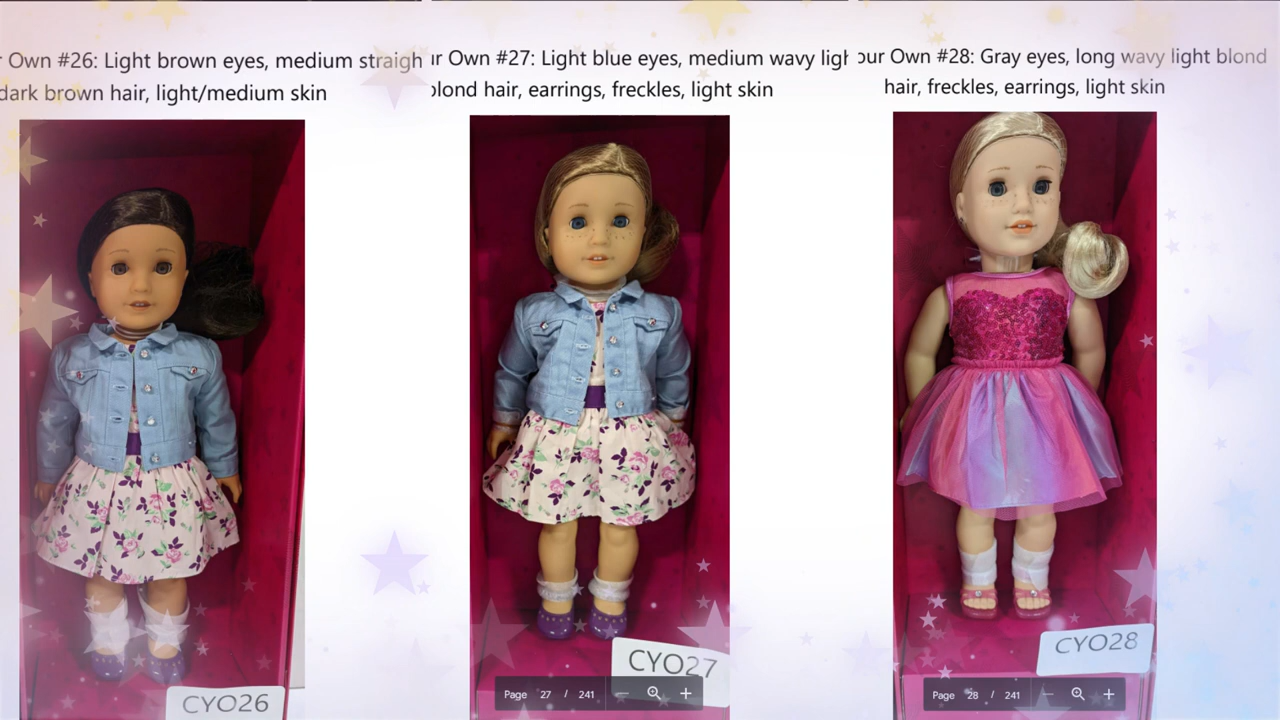 r Own #26: Light brown eyes, medium straigh
dark brown hair, light/medium skin
ur Own #27: Light blue eyes, medium wavy ligh
blond hair, earrings, freckles, light skin
our Own #28: Gray eyes, long wavy light blond
hair, freckles, earrings, light skin
CYO26
CYO27
CYO28
Page 27 / 241
Page 28 / 241